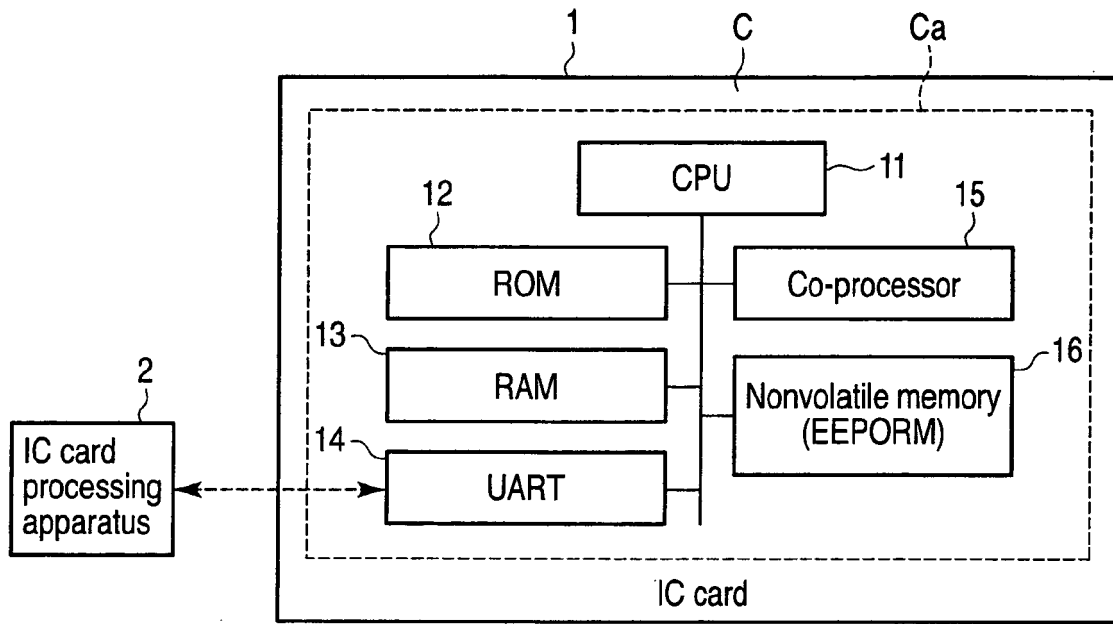 1
C
Ca
CPU
11
12
ROM
15
Co-processor
13
RAM
16
Nonvolatile memory
(EEPORM)
2
IC card
processing
apparatus
14
UART
IC card